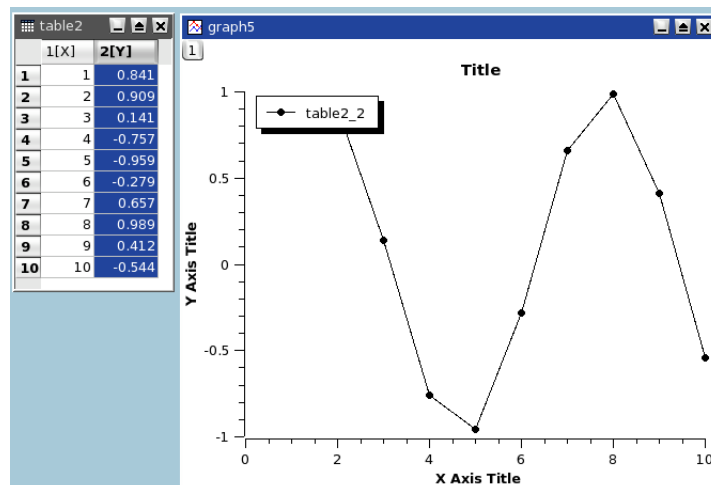 table2
1[X] 2[Y]
1 1 0.841
2 2 0.909
3 3 0.141
4 4 -0.757
5 5 -0.959
6 6 -0.279
7 7 0.657
8 8 0.989
9 9 0.412
10 10 -0.544
graph5
1
Title
table2_2
1
0.5
0
-0.5
-1
Y Axis Title
0 2 4 6 8 10
X Axis Title